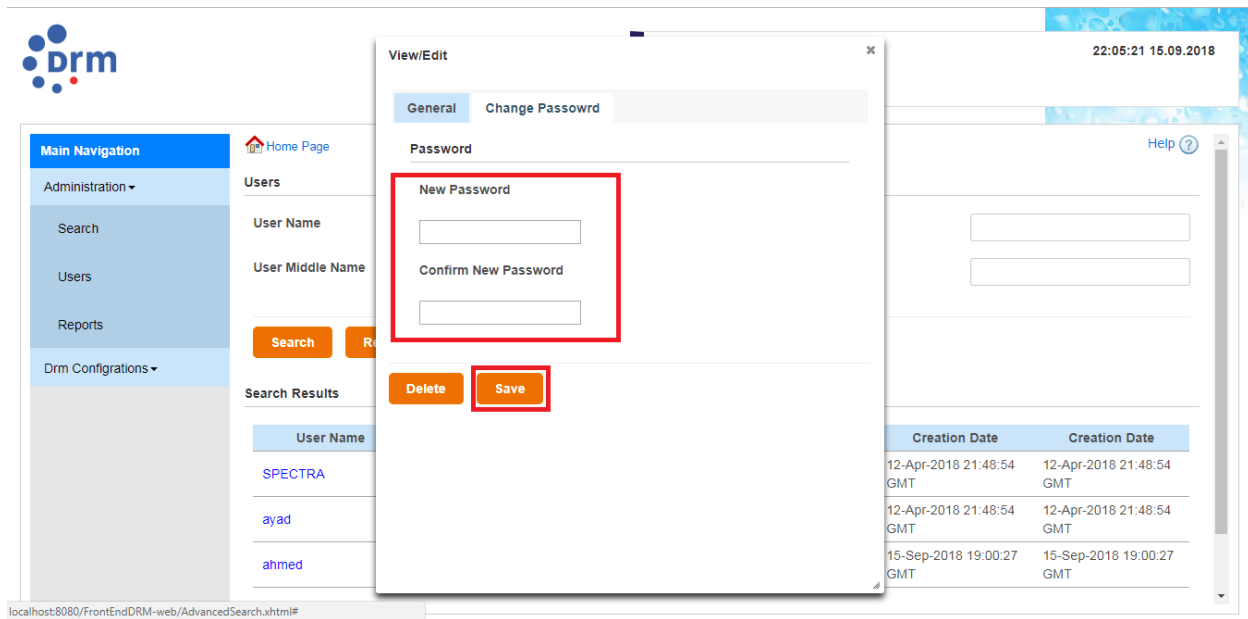 Drm
22:05:21 15.09.2018
View/Edit
General Change Passowrd
Password
New Password
Confirm New Password
Delete Save
Main Navigation
Administration
Search
Users
Reports
Drm Configrations
Home Page
Help ?
Users
User Name
User Middle Name
Search Re
Search Results
User Name Creation Date Creation Date
SPECTRA 12-Apr-2018 21:48:54 GMT 12-Apr-2018 21:48:54 GMT
ayad 12-Apr-2018 21:48:54 GMT 12-Apr-2018 21:48:54 GMT
ahmed 15-Sep-2018 19:00:27 GMT 15-Sep-2018 19:00:27 GMT
localhost:8080/FrontEndDRM-web/AdvancedSearch.xhtml#